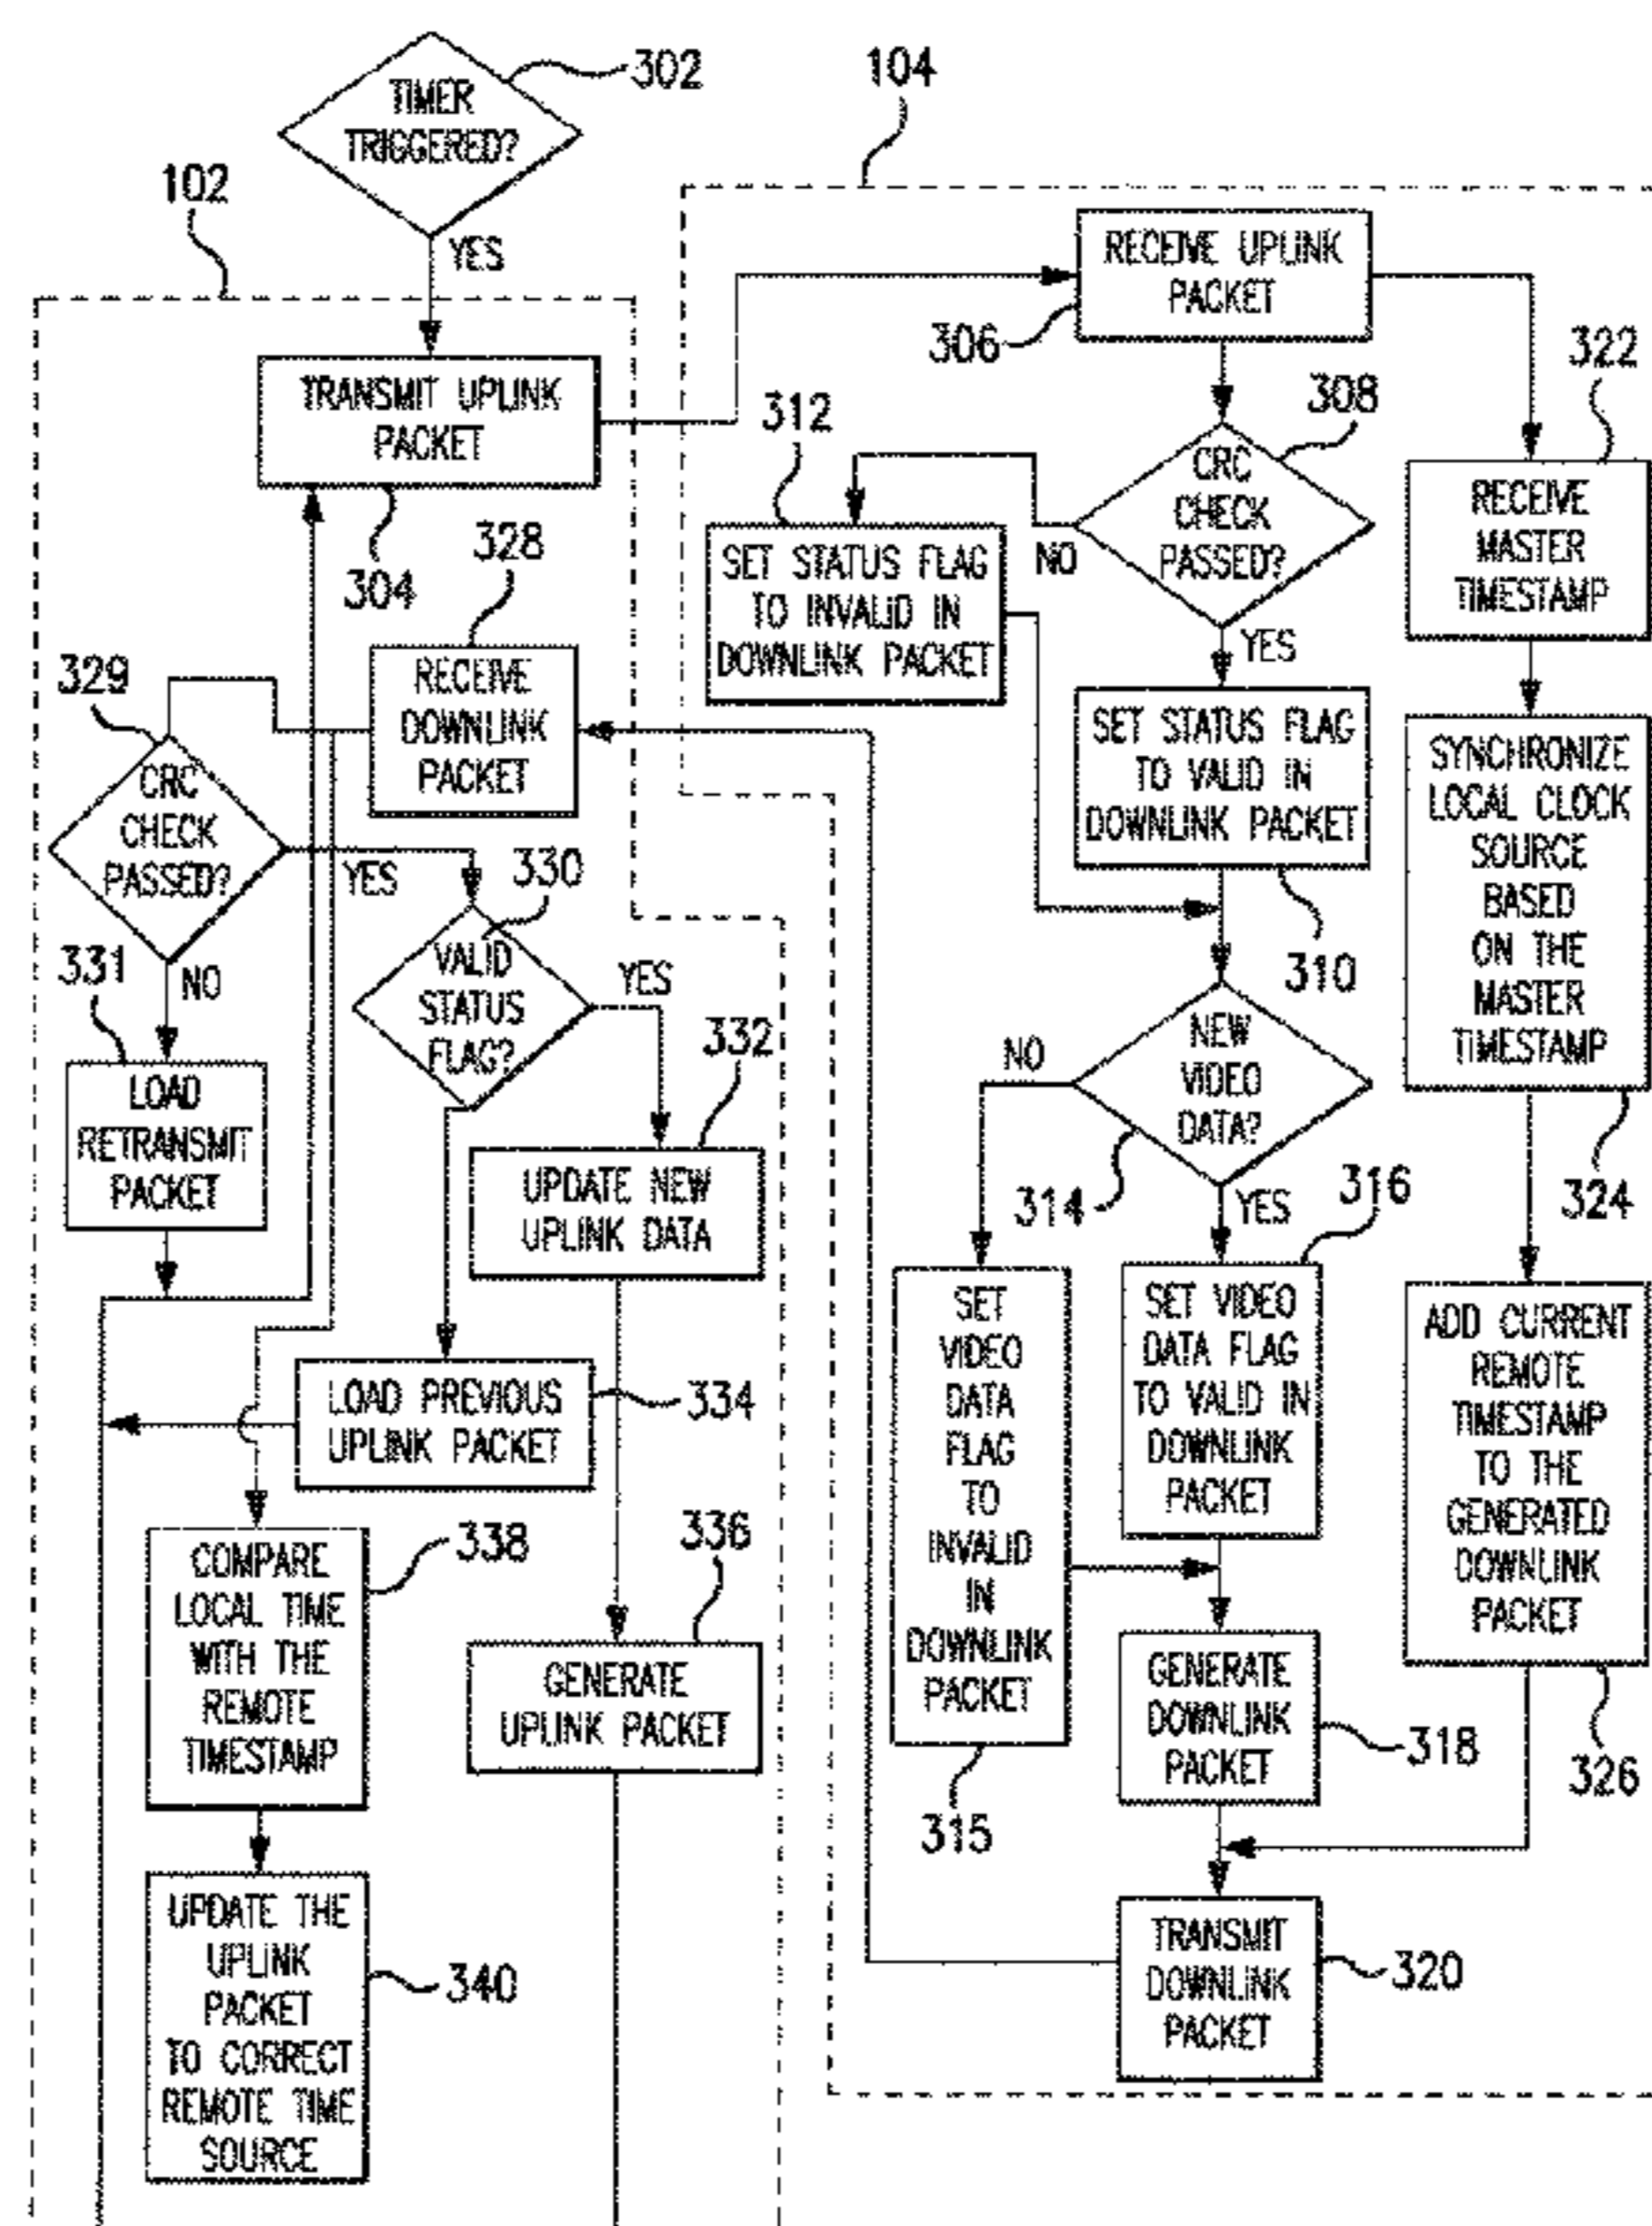 302
TIMER
TRIGGERED?
YES
102
104
TRANSMIT UPLINK
PACKET
304
RECEIVE UPLINK
PACKET
306
308
CRC
CHECK
PASSED?
NO
YES
312
SET STATUS FLAG
TO INVALID IN
DOWNLINK PACKET
322
RECEIVE
MASTER
TIMESTAMP
328
RECEIVE
DOWNLINK
PACKET
329
CRC
CHECK
PASSED?
YES
NO
SET STATUS FLAG
TO VALID IN
DOWNLINK PACKET
310
SYNCHRONIZE
LOCAL CLOCK
SOURCE
BASED
ON THE
MASTER
TIMESTAMP
324
330
VALID
STATUS
FLAG?
YES
331
LOAD
RETRANSMIT
PACKET
332
UPDATE NEW
UPLINK DATA
NEW
VIDEO
DATA?
NO
314
YES
316
SET
VIDEO
DATA
FLAG
TO
INVALID
IN
DOWNLINK
PACKET
315
SET VIDEO
DATA FLAG
TO VALID IN
DOWNLINK
PACKET
ADD CURRENT
REMOTE
TIMESTAMP
TO THE
GENERATED
DOWNLINK
PACKET
326
LOAD PREVIOUS
UPLINK PACKET
334
COMPARE
LOCAL TIME
WITH THE
REMOTE
TIMESTAMP
338
336
GENERATE
UPLINK PACKET
GENERATE
DOWNLINK
PACKET
318
UPDATE THE
UPLINK
PACKET
TO CORRECT
REMOTE TIME
SOURCE
340
TRANSMIT
DOWNLINK
PACKET
320